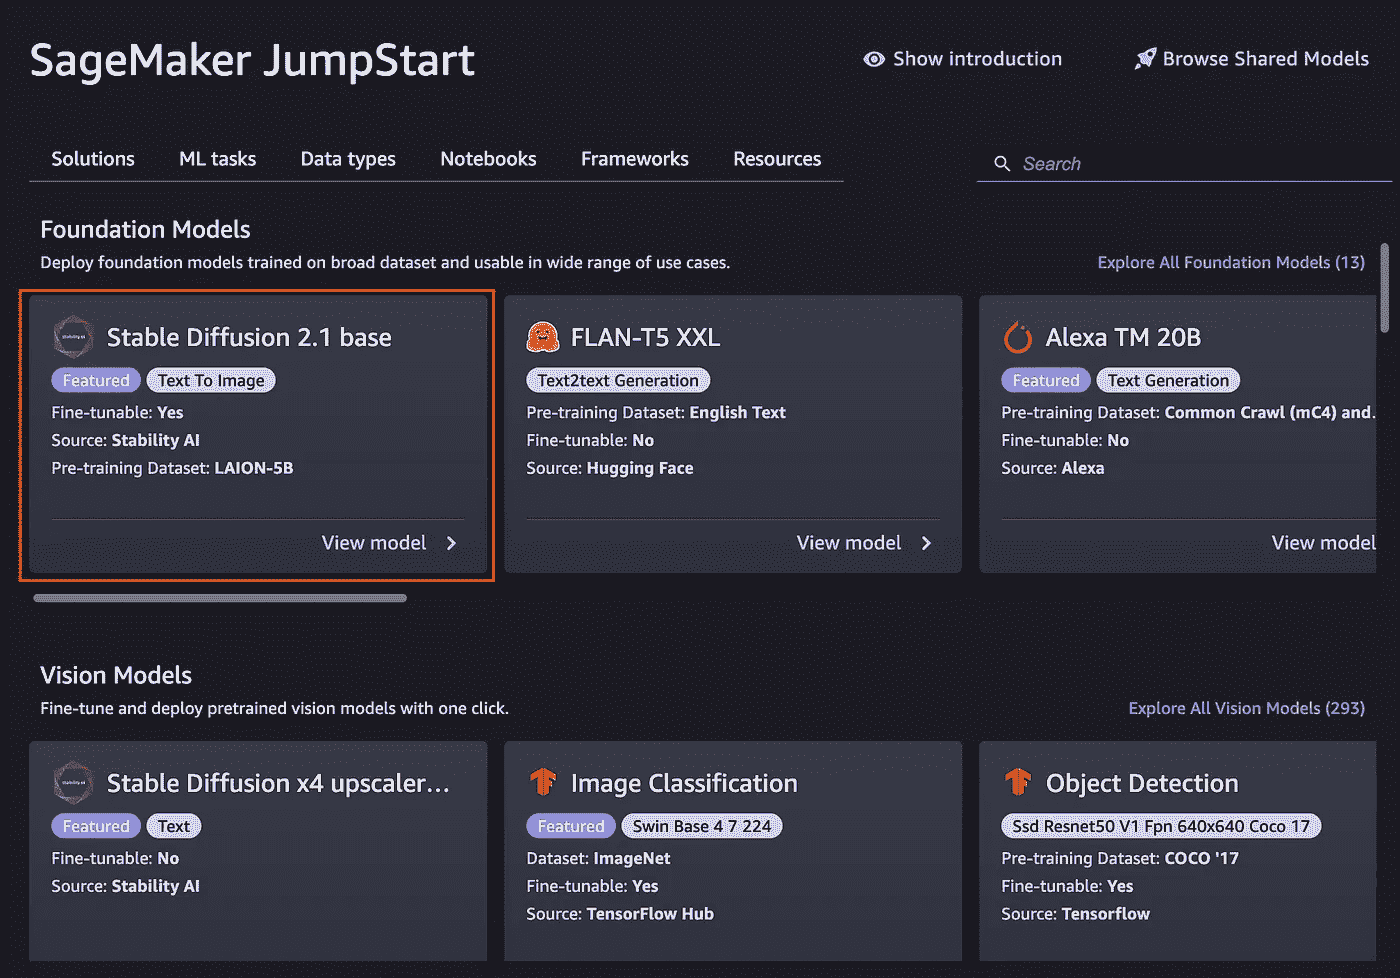 SageMaker JumpStart
Show introduction
Browse Shared Models
Solutions ML tasks Data types Notebooks Frameworks Resources
Search
Foundation Models
Deploy foundation models trained on broad dataset and usable in wide range of use cases.
Explore All Foundation Models (13)
stability ai
Stable Diffusion 2.1 base
Featured Text To Image
Fine-tunable: Yes
Source: Stability AI
Pre-training Dataset: LAION-5B
View model
FLAN-T5 XXL
Text2text Generation
Pre-training Dataset: English Text
Fine-tunable: No
Source: Hugging Face
View model
Alexa TM 20B
Featured Text Generation
Pre-training Dataset: Common Crawl (mC4) and.
Fine-tunable: No
Source: Alexa
View model
Vision Models
Fine-tune and deploy pretrained vision models with one click.
Explore All Vision Models (293)
stability ai
Stable Diffusion x4 upscaler...
Featured Text
Fine-tunable: No
Source: Stability AI
Image Classification
Featured Swin Base 4 7 224
Dataset: ImageNet
Fine-tunable: Yes
Source: TensorFlow Hub
Object Detection
Ssd Resnet50 V1 Fpn 640x640 Coco 17
Pre-training Dataset: COCO '17
Fine-tunable: Yes
Source: Tensorflow